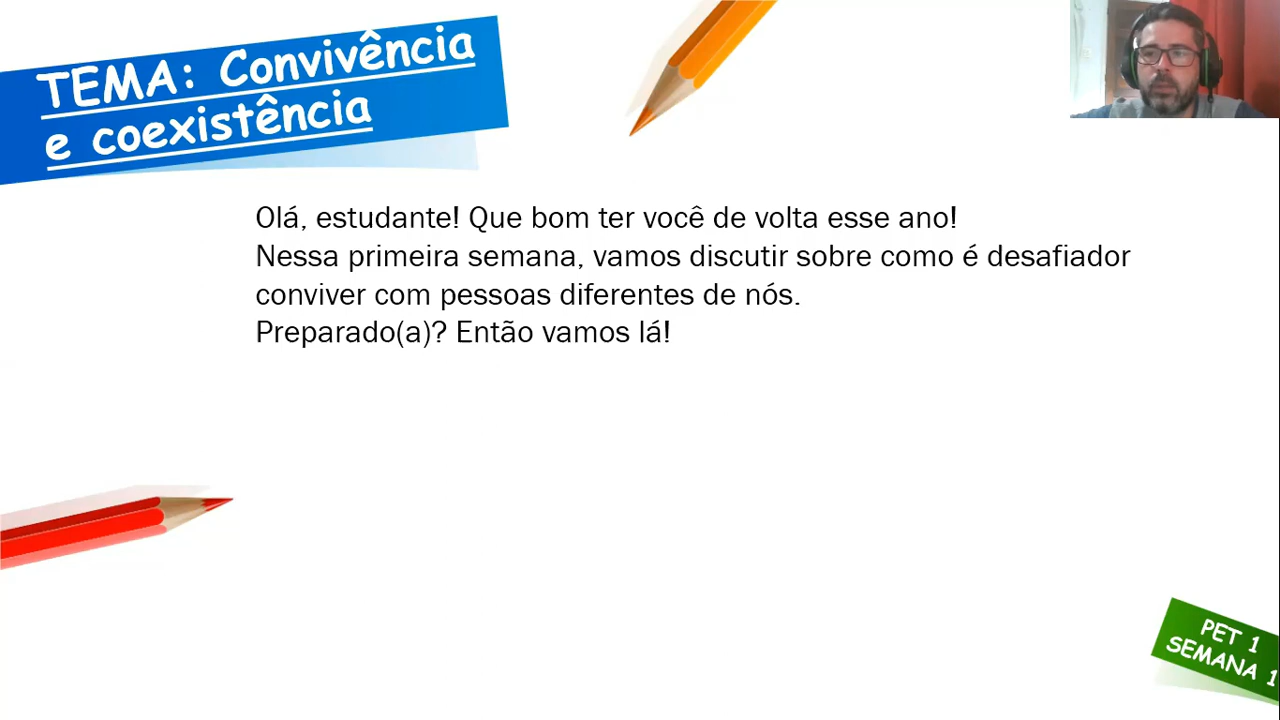 TEMA: Convivência
e coexistência
Olá, estudante! Que bom ter você de volta esse ano!
Nessa primeira semana, vamos discutir sobre como é desafiador
conviver com pessoas diferentes de nós.
Preparado(a)? Então vamos lá!
PET 1
SEMANA 1